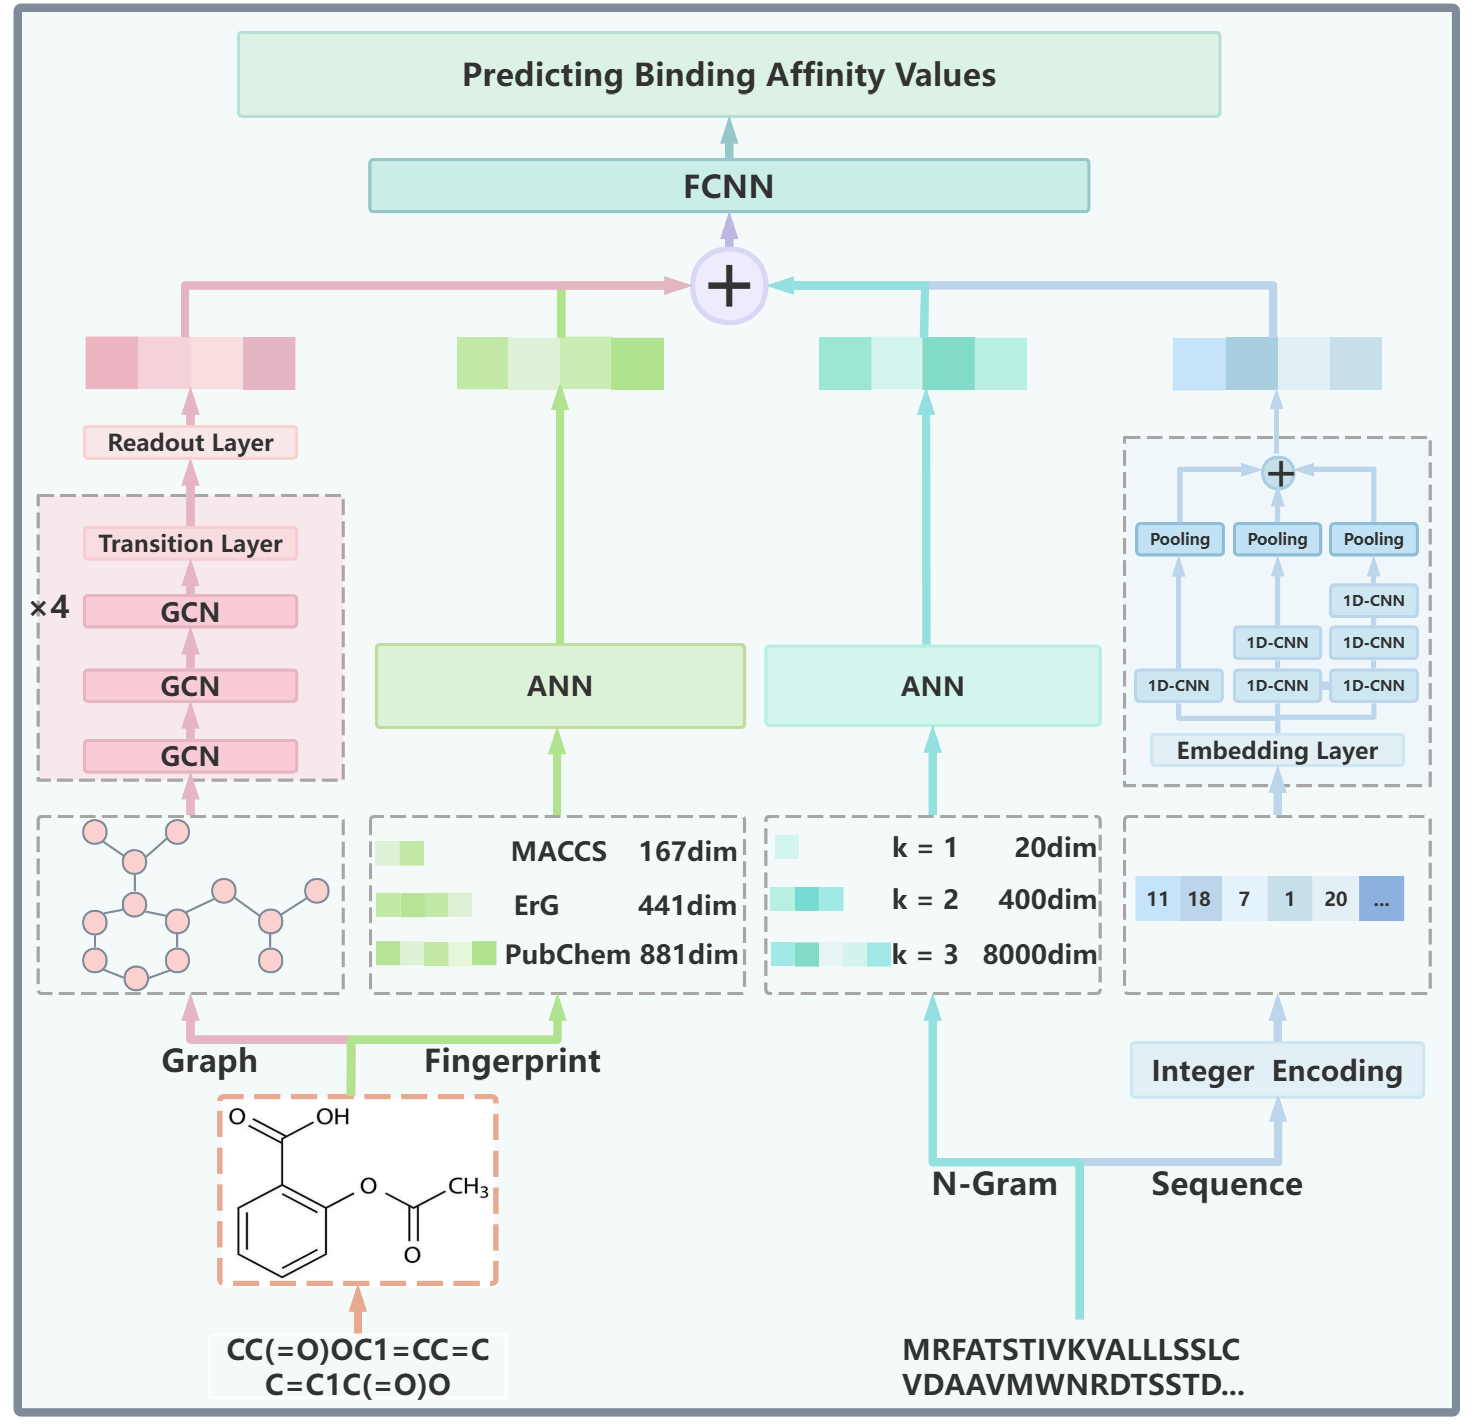 Predicting Binding Affinity Values
FCNN
+
Readout Layer
Transition Layer
×4
GCN
GCN
GCN
ANN
ANN
+
Pooling Pooling Pooling
1D-CNN
1D-CNN 1D-CNN
1D-CNN 1D-CNN 1D-CNN
Embedding Layer
MACCS 167dim
ErG 441dim
PubChem 881dim
k = 1 20dim
k = 2 400dim
k = 3 8000dim
11 18 7 1 20 ...
Graph
Fingerprint
Integer Encoding
N-Gram
Sequence
O OH
O CH₃
O
CC(=O)OC1=CC=C
C=C1C(=O)O
MRFATSTIVKVALLLSSLC
VDAAVMWNRDTSSTD...